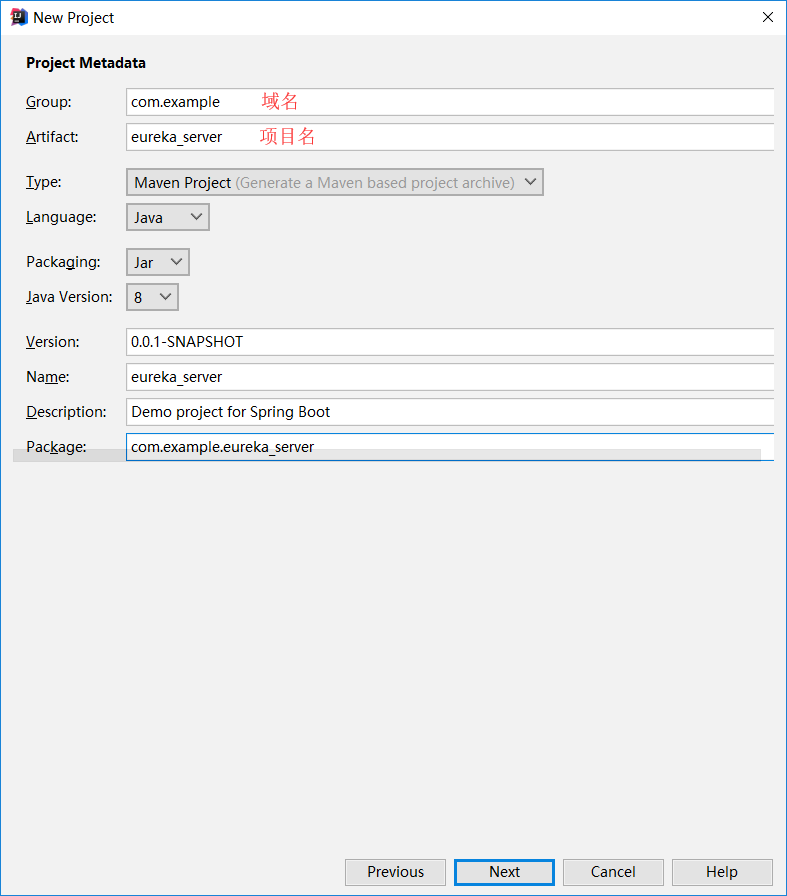 New Project
Project Metadata
Group: com.example 域名
Artifact: eureka_server 项目名
Type: Maven Project (Generate a Maven based project archive)
Language: Java
Packaging: Jar
Java Version: 8
Version: 0.0.1-SNAPSHOT
Name: eureka_server
Description: Demo project for Spring Boot
Package: com.example.eureka_server
Previous Next Cancel Help